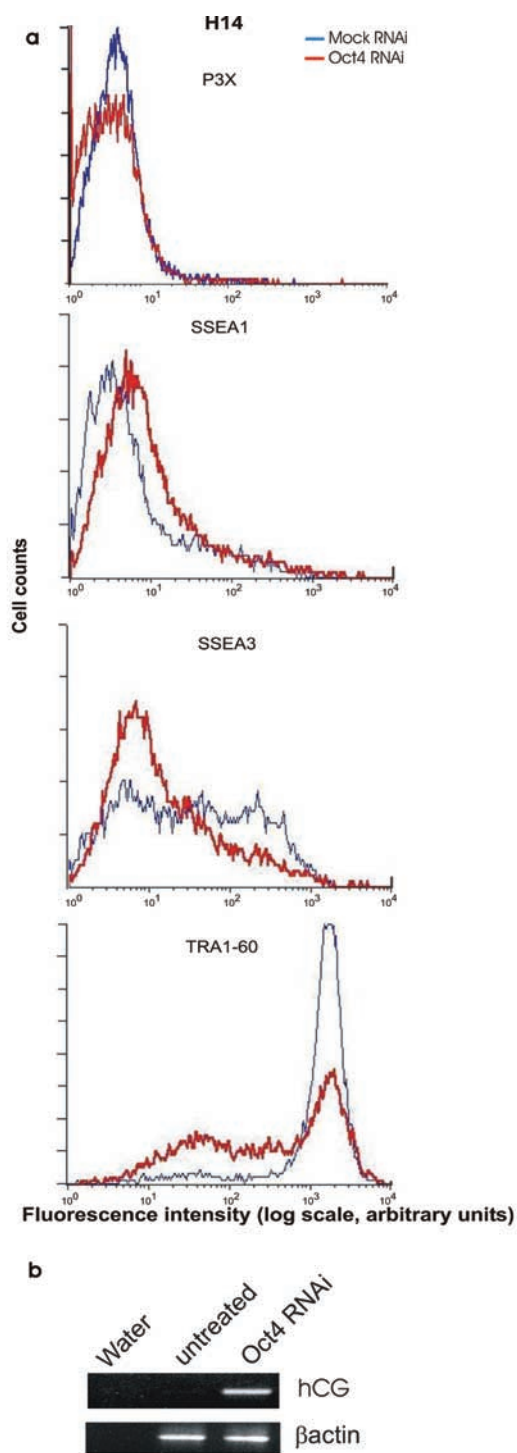 a
H14
Mock RNAi
Oct4 RNAi
P3X
10⁰ 10¹ 10² 10³ 10⁴
SSEA1
10⁰ 10¹ 10² 10³ 10⁴
Cell counts
SSEA3
10⁰ 10¹ 10² 10³ 10⁴
TRA1-60
10⁰ 10¹ 10² 10³ 10⁴
Fluorescence intensity (log scale, arbitrary units)
b
Water untreated Oct4 RNAi
hCG
βactin